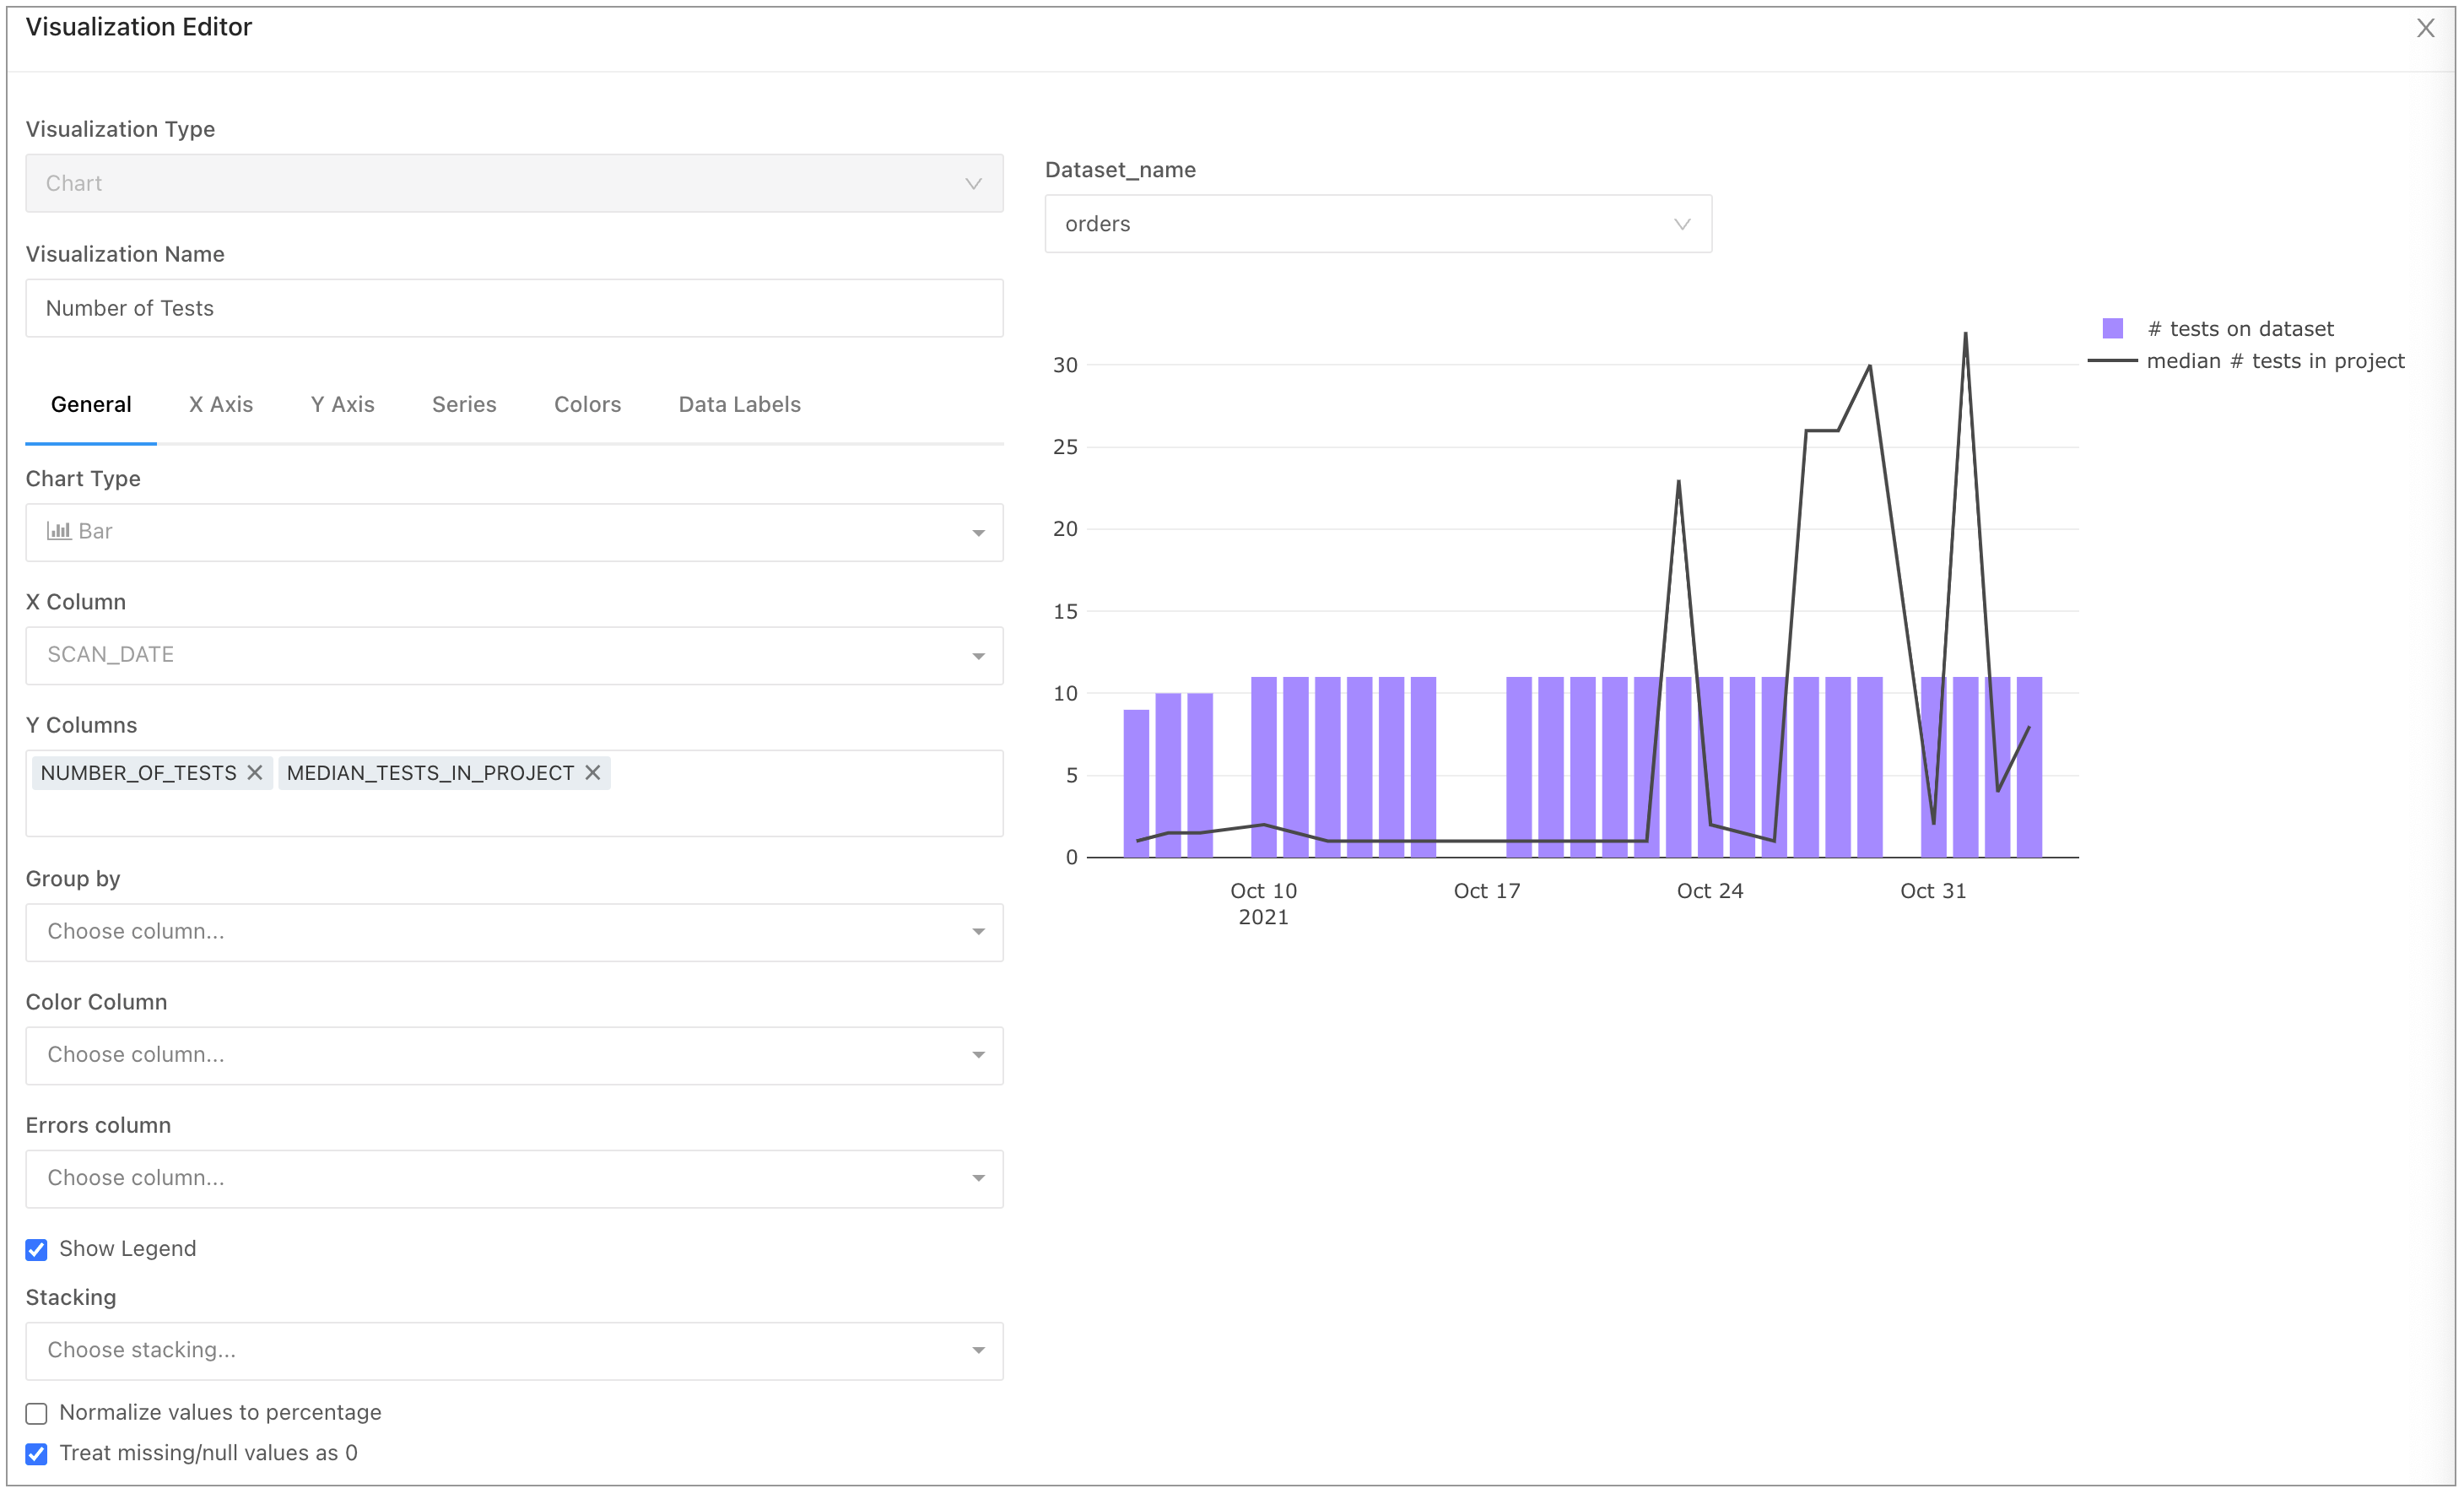 Visualization Editor
X
Visualization Type
Chart
Visualization Name
Number of Tests
General X Axis Y Axis Series Colors Data Labels
Chart Type
Bar
X Column
SCAN_DATE
Y Columns
NUMBER_OF_TESTS × MEDIAN_TESTS_IN_PROJECT ×
Group by
Choose column...
Color Column
Choose column...
Errors column
Choose column...
Show Legend
Stacking
Choose stacking...
Normalize values to percentage
Treat missing/null values as 0
Dataset_name
orders
# tests on dataset
median # tests in project
30
25
20
15
10
5
0
Oct 10 Oct 17 Oct 24 Oct 31
2021